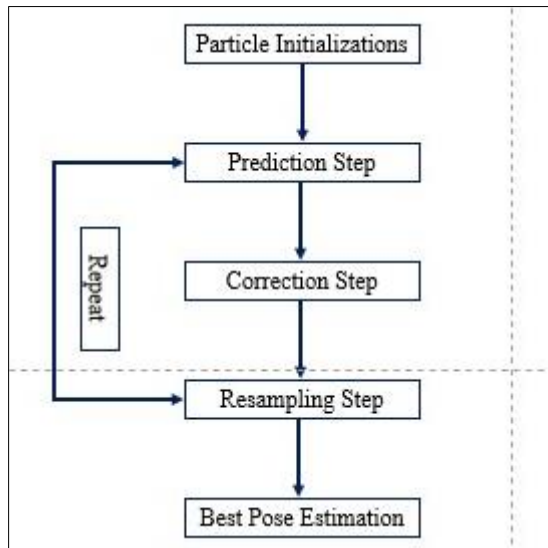 Particle Initializations
Prediction Step
Repeat
Correction Step
Resampling Step
Best Pose Estimation